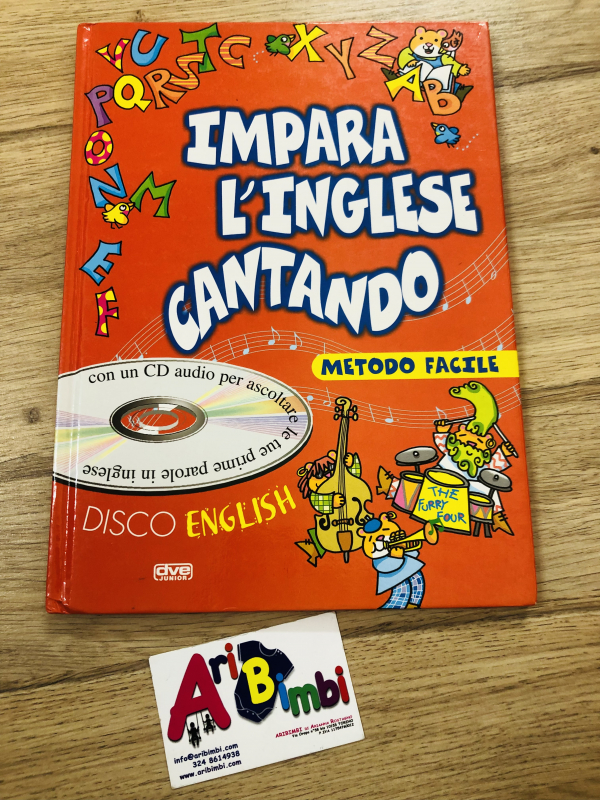 U
V
T
S
R
Q
P
C
X
Y
Z
A
B
O
N
M
E
F
IMPARA
L'INGLESE
CANTANDO
METODO FACILE
con un CD audio per ascoltare le tue prime parole in inglese
DISCO ENGLISH
THE
FURRY
FOUR
dve
JUNIOR
AriBimbi
info@aribimbi.com
324 8614938
www.aribimbi.com
ARIBIMBI